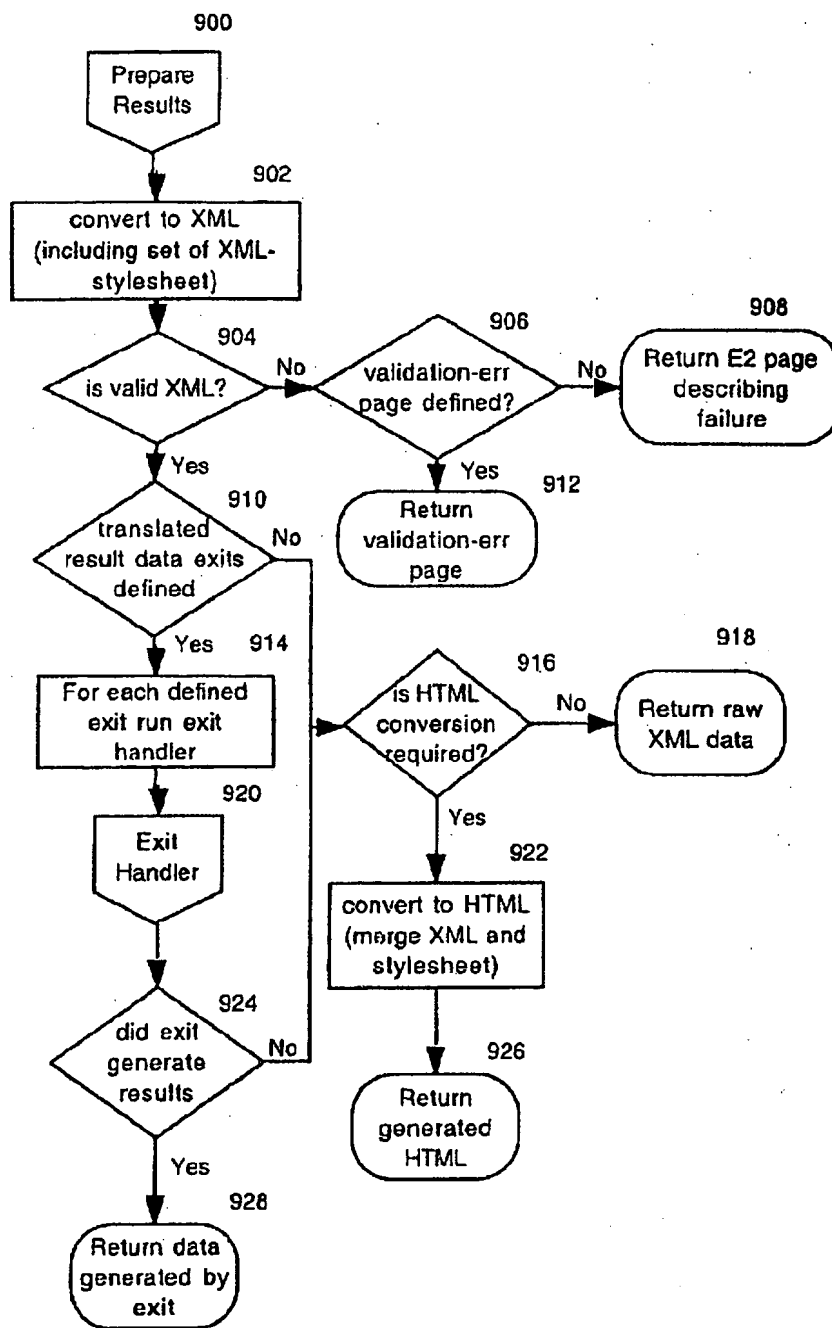 900
Prepare
Results
902
convert to XML
(including set of XML-
stylesheet)
904
is valid XML?
No
906
validation-err
page defined?
No
908
Return E2 page
describing
failure
Yes
Yes
912
Return
validation-err
page
910
translated
result data exits
defined
No
Yes
914
For each defined
exit run exit
handler
916
is HTML
conversion
required?
No
918
Return raw
XML data
920
Exit
Handler
Yes
922
convert to HTML
(merge XML and
stylesheet)
924
did exit
generate
results
No
926
Return
generated
HTML
Yes
928
Return data
generated by
exit